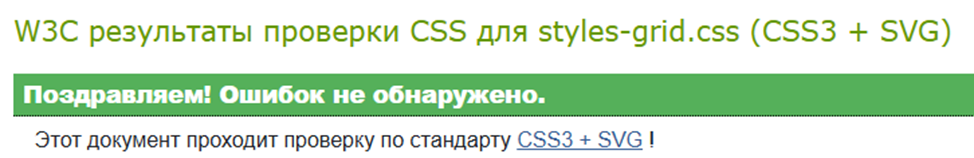 W3C результаты проверки CSS для styles-grid.css (CSS3 + SVG)
Поздравляем! Ошибок не обнаружено.
Этот документ проходит проверку по стандарту CSS3 + SVG !